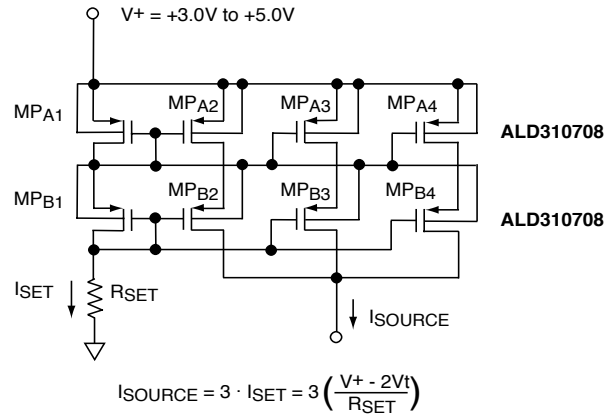 V+ = +3.0V to +5.0V
MPA1
MPA2
MPA3
MPA4
ALD310708
MPB1
MPB2
MPB3
MPB4
ALD310708
ISET
RSET
ISOURCE
ISOURCE = 3 · ISET = 3 ( V+ - 2Vt / RSET )